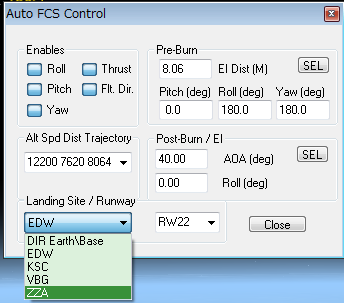 Auto FCS Control
Enables
Roll Thrust
Pitch Flt. Dir.
Yaw
Pre-Burn
8.06 EI Dist (M) SEL
Pitch (deg) Roll (deg) Yaw (deg)
0.0 180.0 180.0
Alt Spd Dist Trajectory
12200 7620 8064
Post-Burn / EI
40.00 AOA (deg) SEL
0.00 Roll (deg)
Landing Site / Runway
EDW RW22 Close
DIR Earth\Base
EDW
KSC
VBG
ZZA